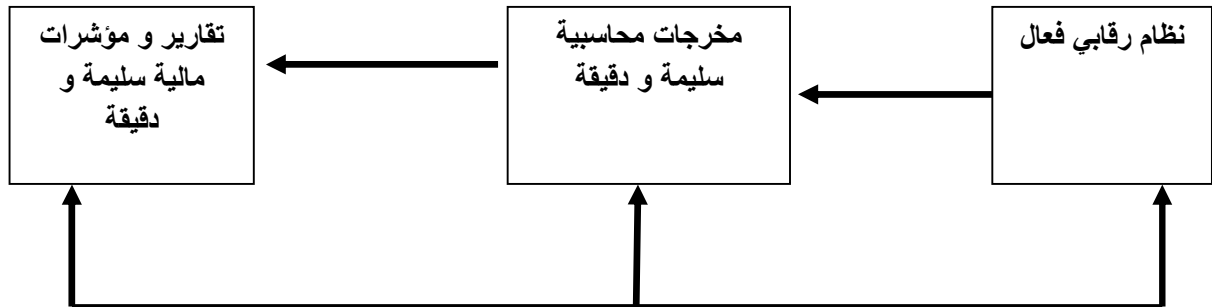 نظام رقابي فعال
مخرجات محاسبية
سليمة و دقيقة
تقارير و مؤشرات
مالية سليمة و
دقيقة